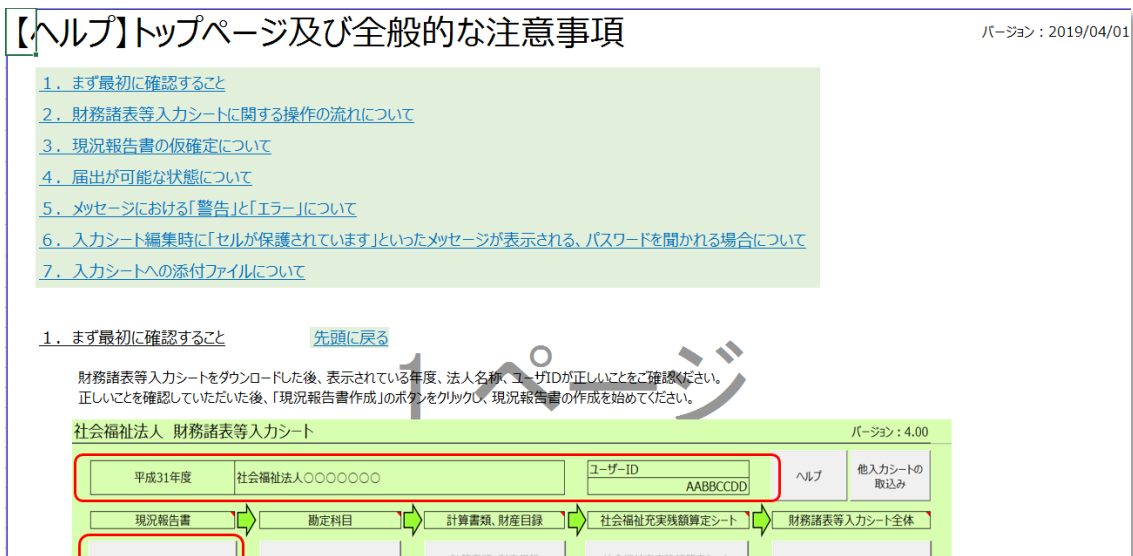 【ヘルプ】トップページ及び全般的な注意事項
バージョン：2019/04/01
１．まず最初に確認すること
２．財務諸表等入力シートに関する操作の流れについて
３．現況報告書の仮確定について
４．届出が可能な状態について
５．メッセージにおける「警告」と「エラー」について
６．入力シート編集時に「セルが保護されています」といったメッセージが表示される、パスワードを聞かれる場合について
７．入力シートへの添付ファイルについて
１．まず最初に確認すること
先頭に戻る
1 ページ
財務諸表等入力シートをダウンロードした後、表示されている年度、法人名称、ユーザIDが正しいことをご確認ください。
正しいことを確認していただいた後、「現況報告書作成」のボタンをクリックし、現況報告書の作成を始めてください。
社会福祉法人 財務諸表等入力シート
バージョン：4.00
平成31年度
社会福祉法人○○○○○○○
ユーザーID
AABBCCDD
ヘルプ
他入力シートの
取込み
現況報告書
勘定科目
計算書類、財産目録
社会福祉充実残額算定シート
財務諸表等入力シート全体